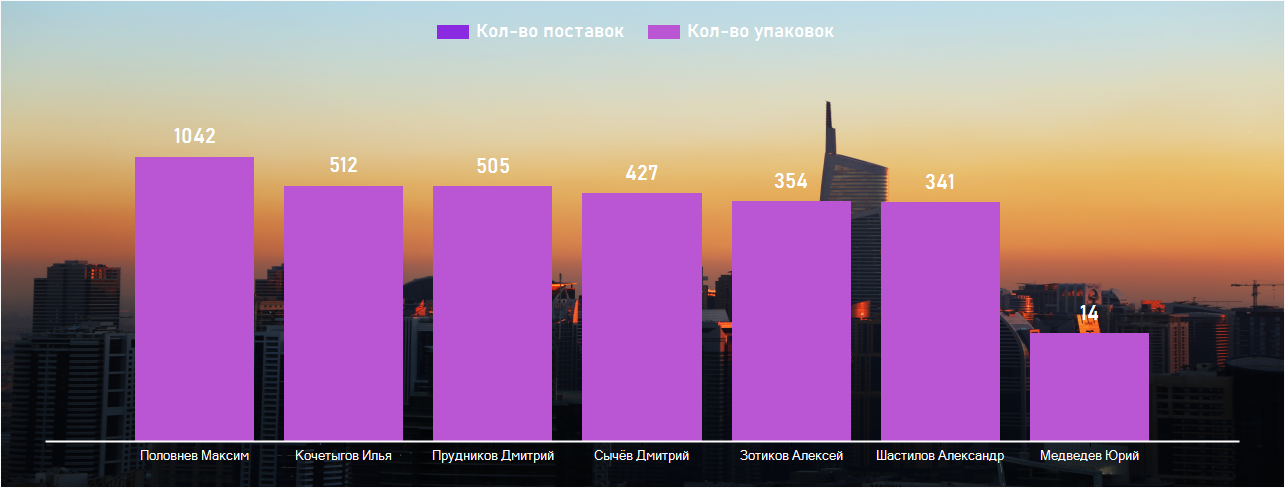 Кол-во поставок Кол-во упаковок
1042
512
505
427
354
341
14
Половнев Максим
Кочетыгов Илья
Прудников Дмитрий
Сычёв Дмитрий
Зотиков Алексей
Шастилов Александр
Медведев Юрий